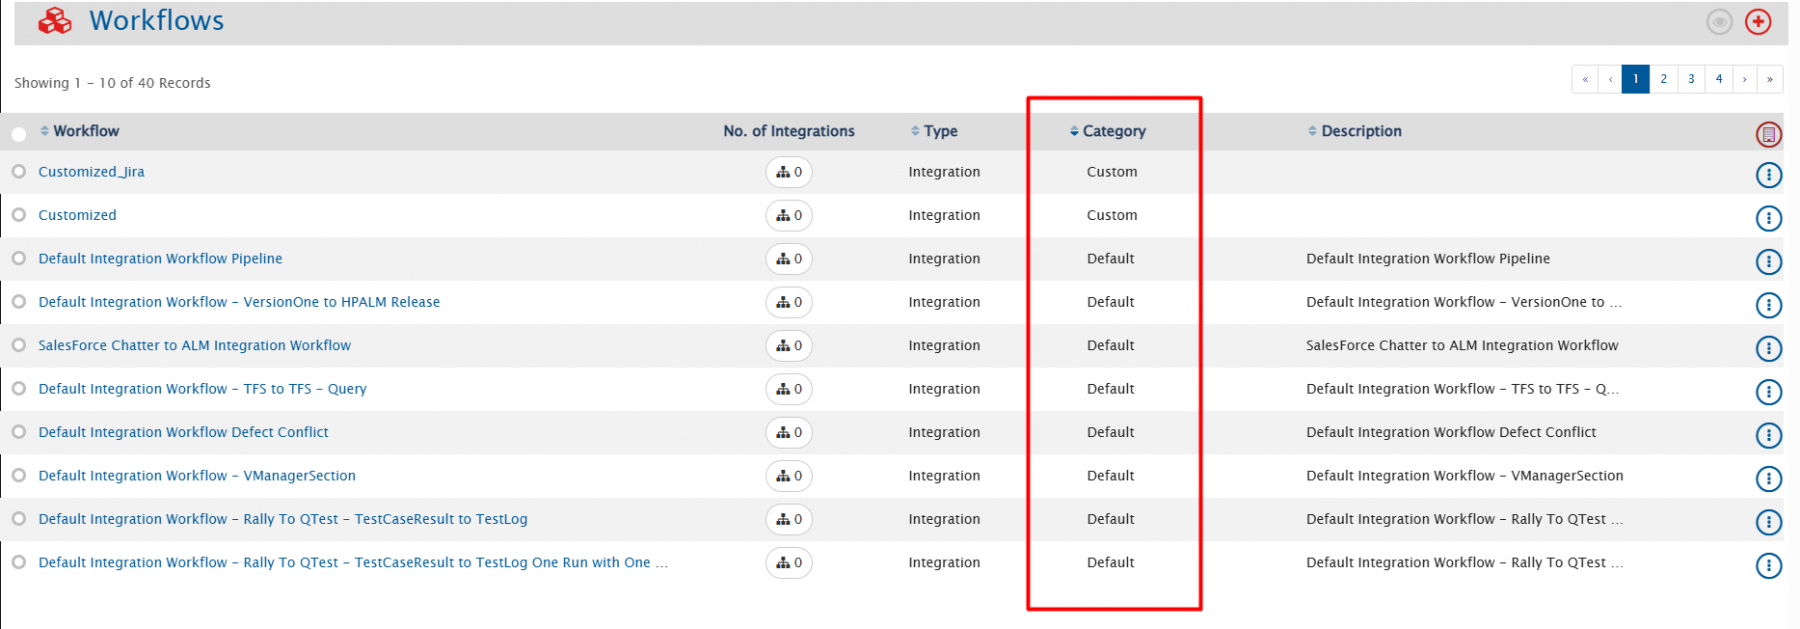 Workflows
Showing 1 - 10 of 40 Records
« ‹ 1 2 3 4 › »
Workflow No. of Integrations Type Category Description
Customized_Jira 0 Integration Custom
Customized 0 Integration Custom
Default Integration Workflow Pipeline 0 Integration Default Default Integration Workflow Pipeline
Default Integration Workflow - VersionOne to HPALM Release 0 Integration Default Default Integration Workflow - VersionOne to ...
SalesForce Chatter to ALM Integration Workflow 0 Integration Default SalesForce Chatter to ALM Integration Workflow
Default Integration Workflow - TFS to TFS - Query 0 Integration Default Default Integration Workflow - TFS to TFS - Q...
Default Integration Workflow Defect Conflict 0 Integration Default Default Integration Workflow Defect Conflict
Default Integration Workflow - VManagerSection 0 Integration Default Default Integration Workflow - VManagerSection
Default Integration Workflow - Rally To QTest - TestCaseResult to TestLog 0 Integration Default Default Integration Workflow - Rally To QTest ...
Default Integration Workflow - Rally To QTest - TestCaseResult to TestLog One Run with One ... 0 Integration Default Default Integration Workflow - Rally To QTest ...